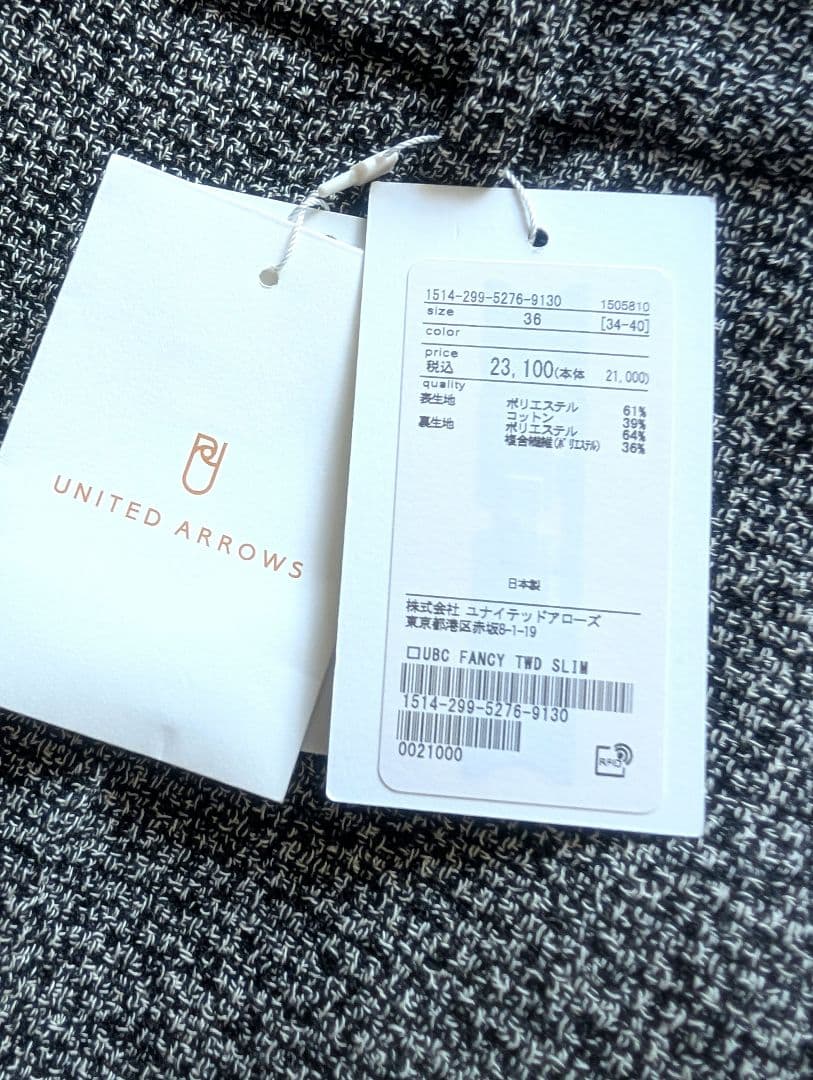 UNITED ARROWS
1514-299-5276-9130 1505810
size 36 [34-40]
color
price
税込 23,100(本体 21,000)
quality
表生地 ポリエステル 61%
コットン 39%
裏生地 ポリエステル 64%
複合繊維(ポリエステル) 36%
日本製
株式会社 ユナイテッドアローズ
東京都港区赤坂8-1-19
□UBC FANCY TWD SLIM
1514-299-5276-9130
0021000
RFID